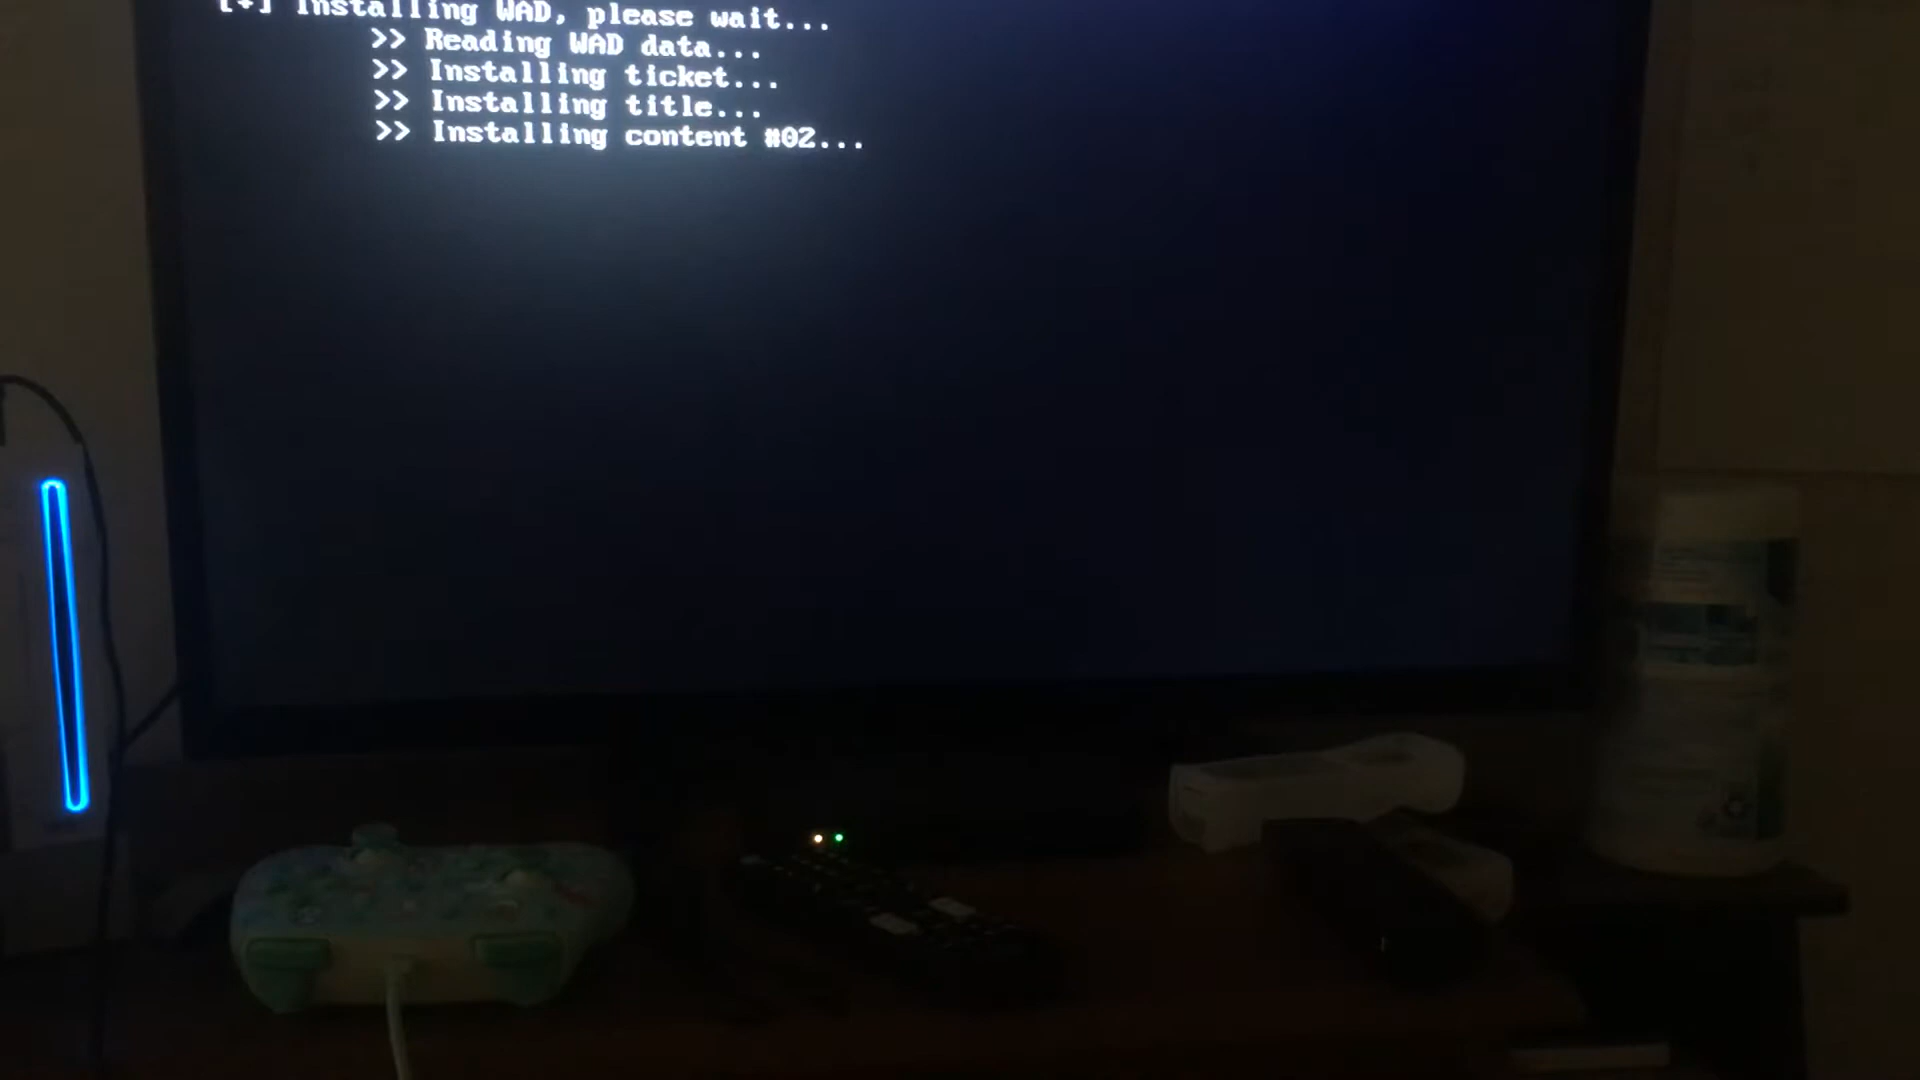 [+] Installing WAD, please wait...
>> Reading WAD data...
>> Installing ticket...
>> Installing title...
>> Installing content #02...